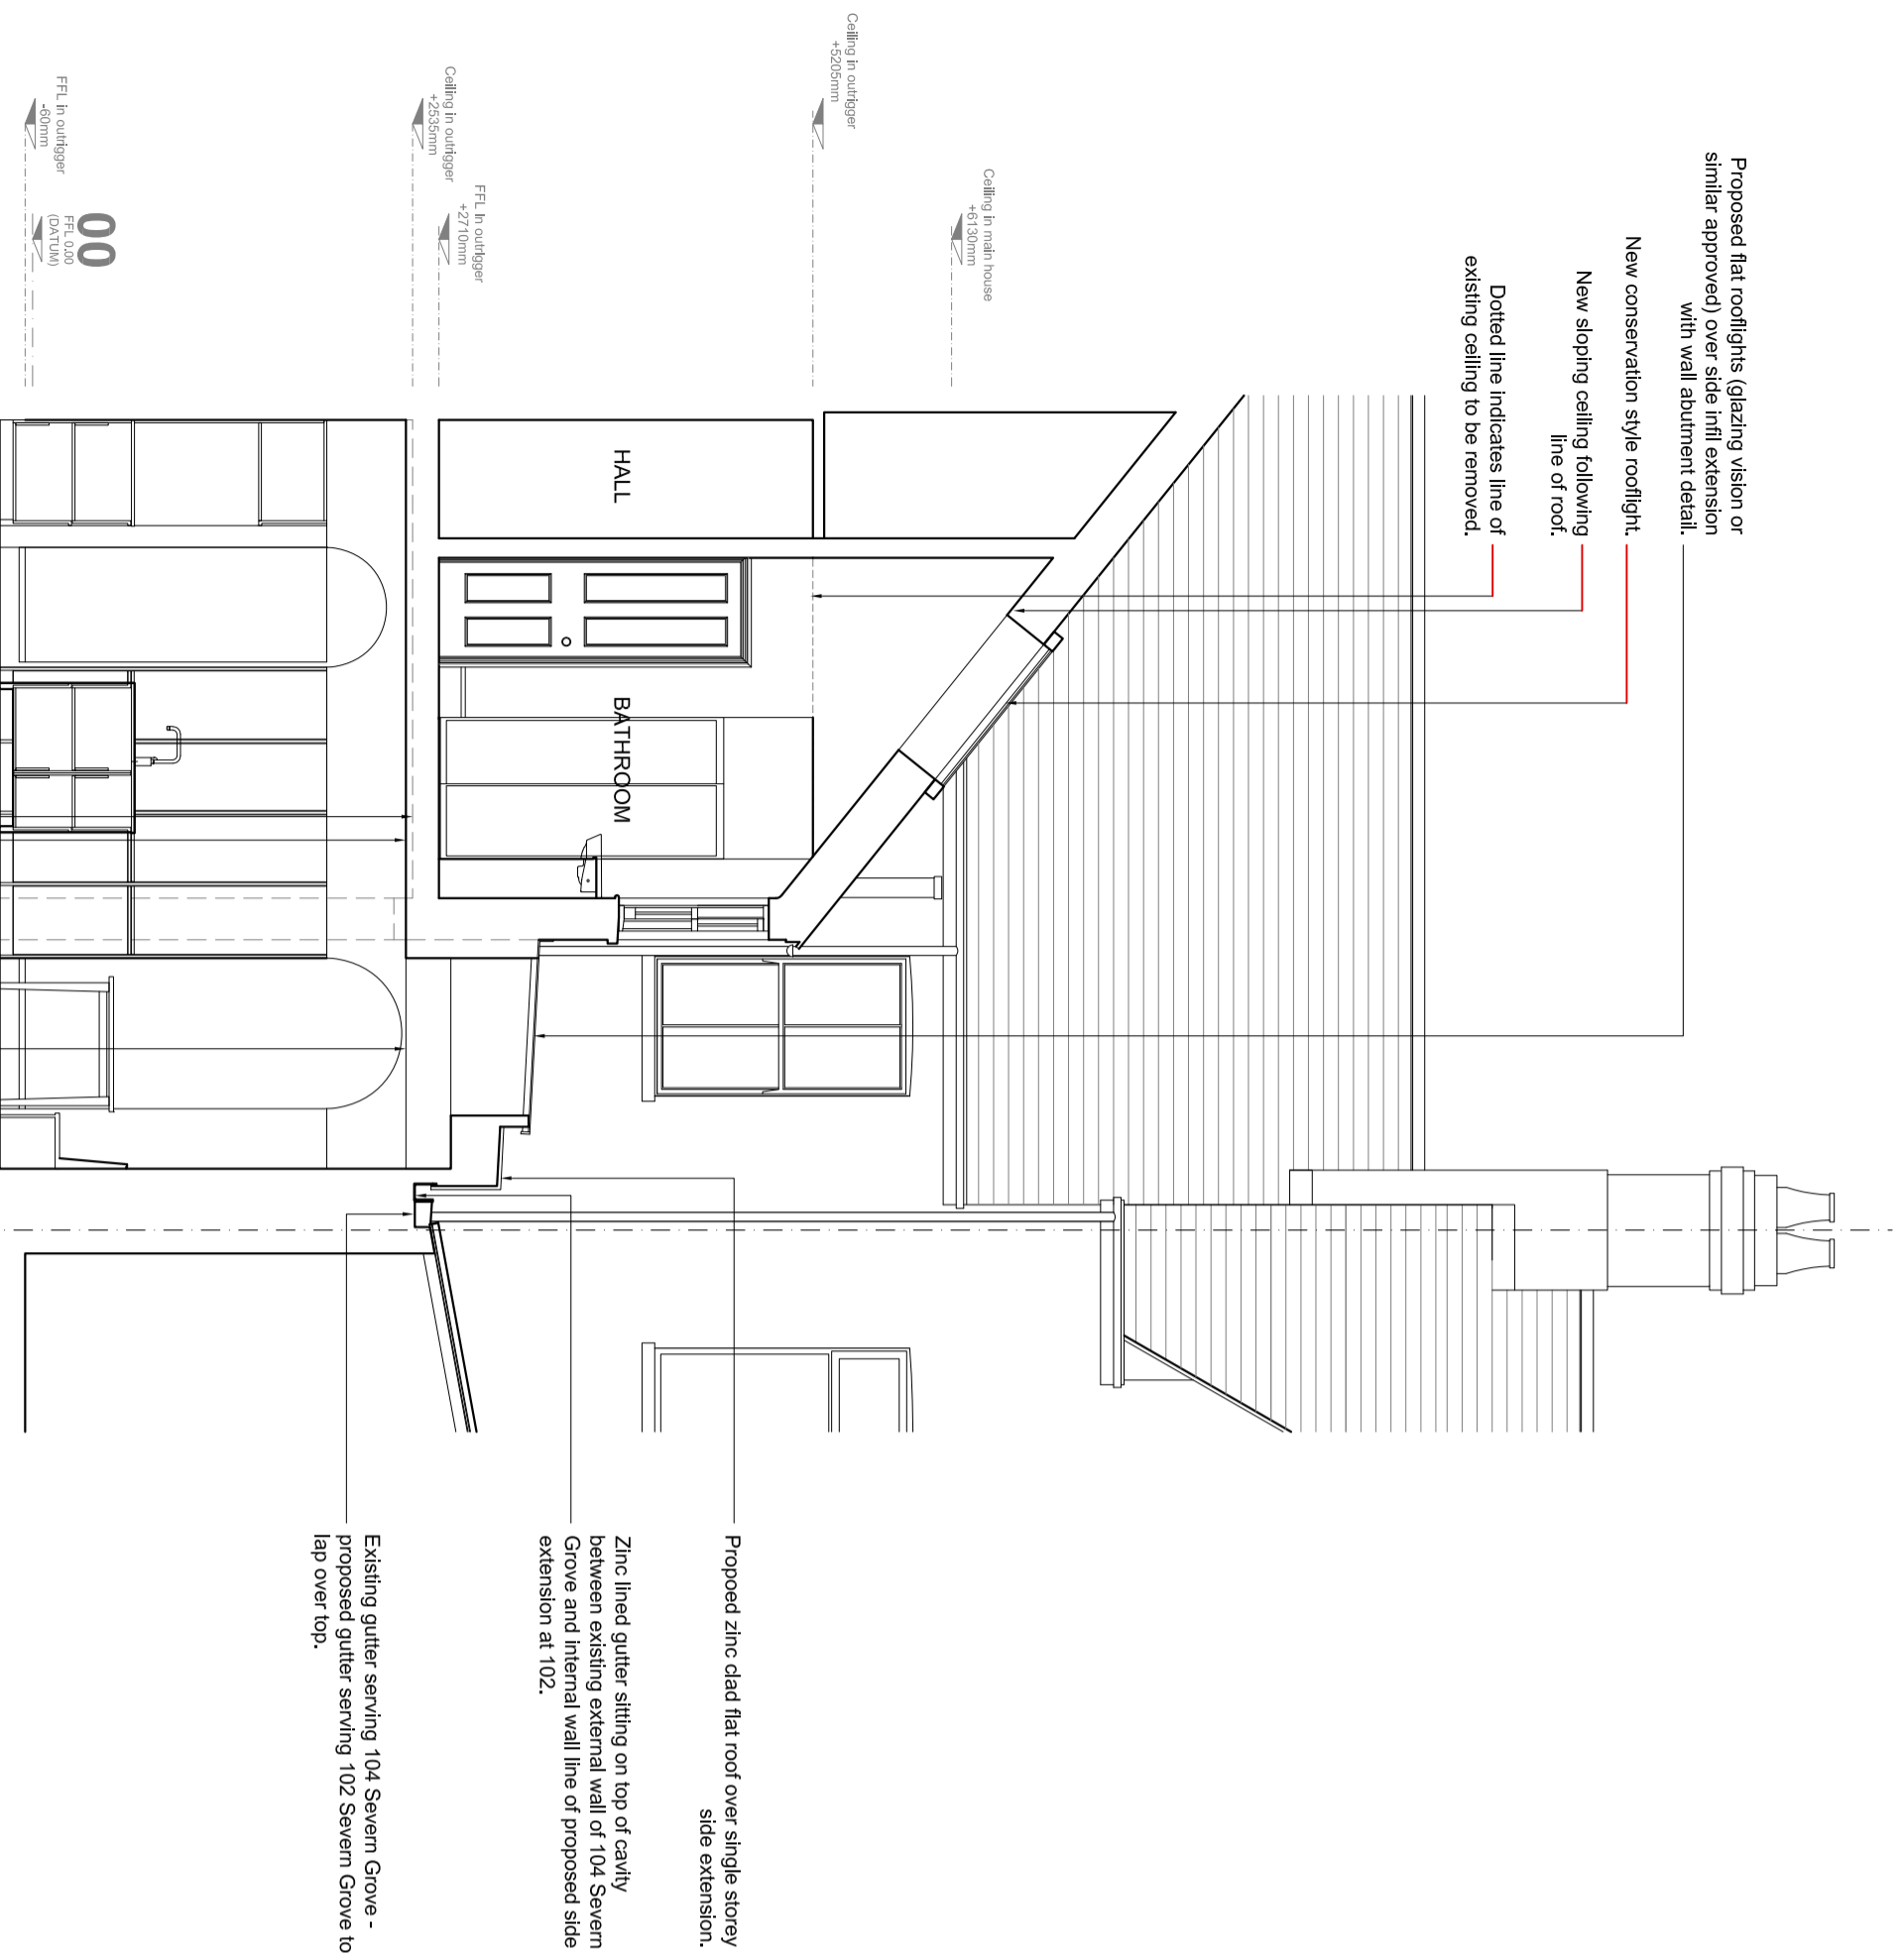 Proposed flat rooflights (glazing vision or
similar approved) over side infil extension
with wall abutment detail.
New conservation style rooflight.
New sloping ceiling following
line of roof.
Dotted line indicates line of
existing ceiling to be removed.
Ceiling in main house
+6130mm
Ceiling in outrigger
+5205mm
FFL in outrigger
+2710mm
Ceiling in outrigger
+2535mm
00
FFL 0.00
(DATUM)
FFL in outrigger
-60mm
HALL
BATHROOM
Propoed zinc clad flat roof over single storey
side extension.
Zinc lined gutter sitting on top of cavity
between existing external wall of 104 Severn
Grove and internal wall line of proposed side
extension at 102.
Existing gutter serving 104 Severn Grove -
proposed gutter serving 102 Severn Grove to
lap over top.